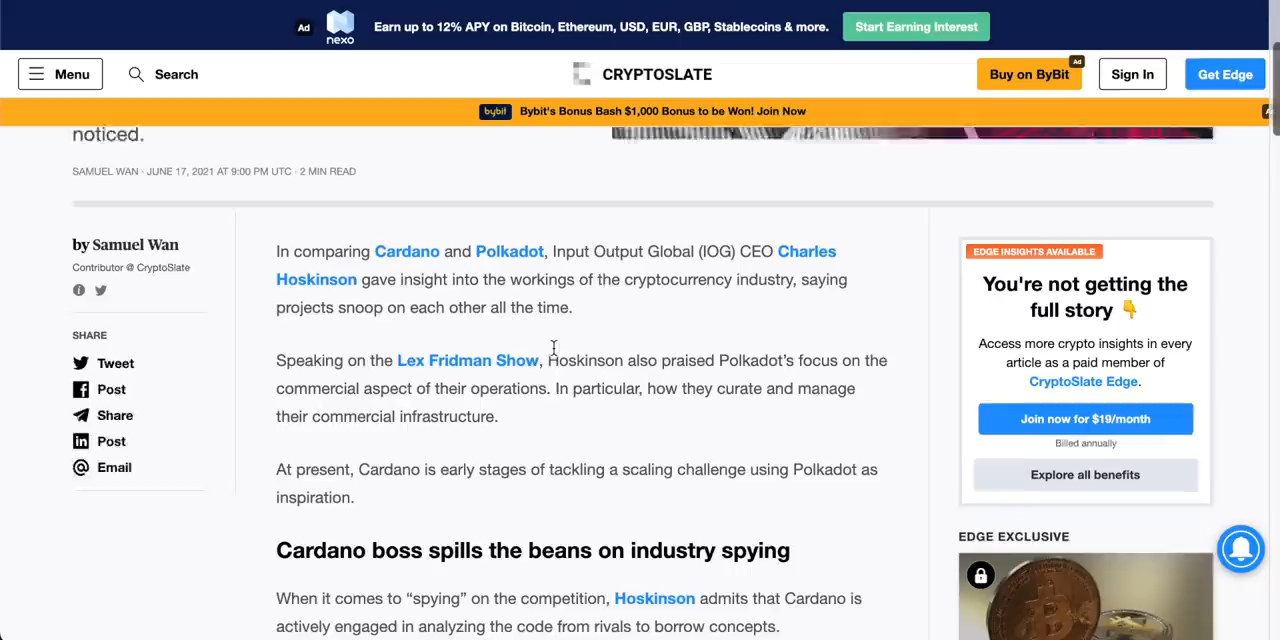 Ad
nexo
Earn up to 12% APY on Bitcoin, Ethereum, USD, EUR, GBP, Stablecoins & more.
Start Earning Interest
Menu
Search
CRYPTOSLATE
Buy on ByBit
Ad
Sign In
Get Edge
bybit
Bybit's Bonus Bash $1,000 Bonus to be Won! Join Now
noticed.
SAMUEL WAN · JUNE 17, 2021 AT 9:00 PM UTC · 2 MIN READ
by Samuel Wan
Contributor @ CryptoSlate
SHARE
Tweet
Post
Share
Post
Email
In comparing Cardano and Polkadot, Input Output Global (IOG) CEO Charles
Hoskinson gave insight into the workings of the cryptocurrency industry, saying
projects snoop on each other all the time.
Speaking on the Lex Fridman Show, Hoskinson also praised Polkadot's focus on the
commercial aspect of their operations. In particular, how they curate and manage
their commercial infrastructure.
At present, Cardano is early stages of tackling a scaling challenge using Polkadot as
inspiration.
Cardano boss spills the beans on industry spying
When it comes to “spying” on the competition, Hoskinson admits that Cardano is
actively engaged in analyzing the code from rivals to borrow concepts.
EDGE INSIGHTS AVAILABLE
You're not getting the
full story 👇
Access more crypto insights in every
article as a paid member of
CryptoSlate Edge.
Join now for $19/month
Billed annually
Explore all benefits
EDGE EXCLUSIVE